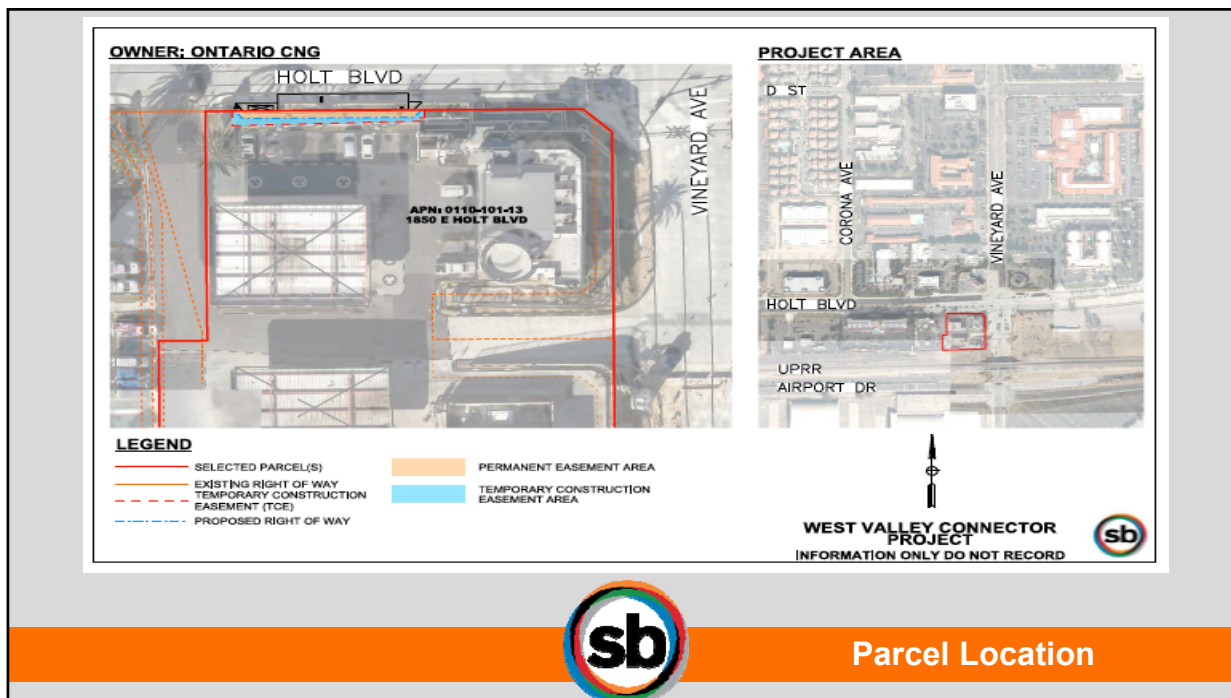 OWNER: ONTARIO CNG
HOLT BLVD
VINEYARD AVE
APN: 0110-101-13
1850 E HOLT BLVD
PROJECT AREA
D ST
CORONA AVE
VINEYARD AVE
HOLT BLVD
UPRR
AIRPORT DR
LEGEND
SELECTED PARCEL(S)
EXISTING RIGHT OF WAY
TEMPORARY CONSTRUCTION
EASEMENT (TCE)
PROPOSED RIGHT OF WAY
PERMANENT EASEMENT AREA
TEMPORARY CONSTRUCTION
EASEMENT AREA
WEST VALLEY CONNECTOR
PROJECT
INFORMATION ONLY DO NOT RECORD
sb
sb
Parcel Location